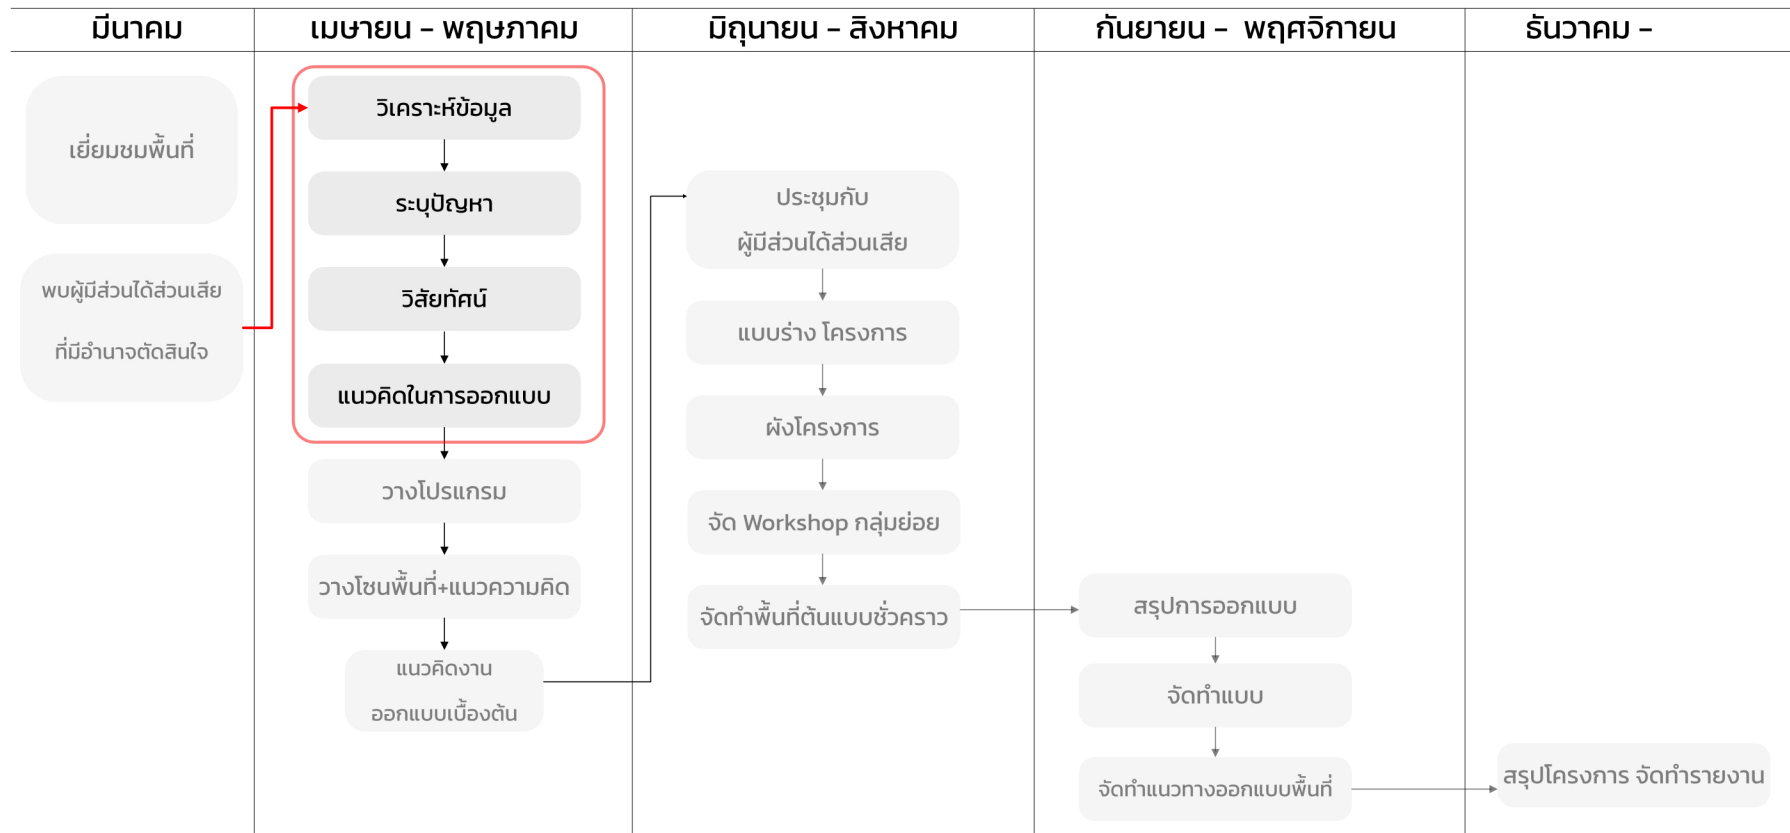 มีนาคม
เมษายน - พฤษภาคม
มิถุนายน - สิงหาคม
กันยายน - พฤศจิกายน
ธันวาคม -
เยี่ยมชมพื้นที่
พบผู้มีส่วนได้ส่วนเสีย
ที่มีอำนาจตัดสินใจ
วิเคราะห์ข้อมูล
ระบุปัญหา
วิสัยทัศน์
แนวคิดในการออกแบบ
วางโปรแกรม
วางโซนพื้นที่+แนวความคิด
แนวคิดงาน
ออกแบบเบื้องต้น
ประชุมกับ
ผู้มีส่วนได้ส่วนเสีย
แบบร่าง โครงการ
ผังโครงการ
จัด Workshop กลุ่มย่อย
จัดทำพื้นที่ต้นแบบชั่วคราว
สรุปการออกแบบ
จัดทำแบบ
จัดทำแนวทางออกแบบพื้นที่
สรุปโครงการ จัดทำรายงาน